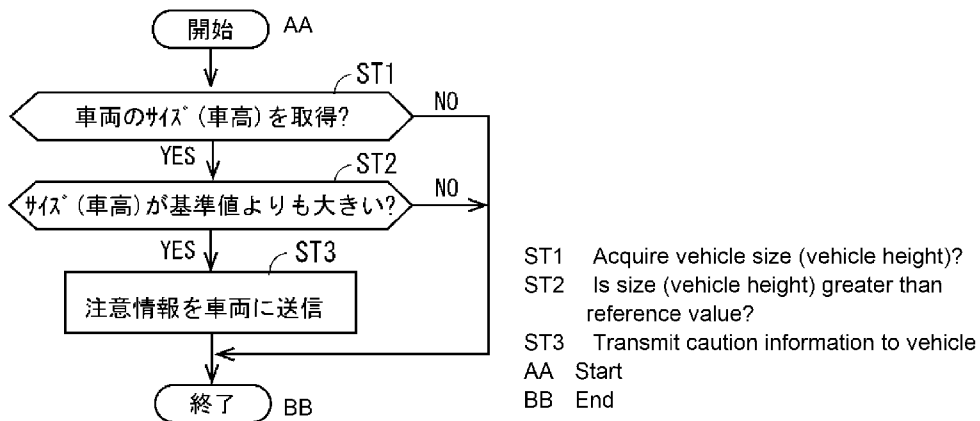 開始 AA
ST1
車両のｻｲｽﾞ(車高)を取得?
NO
YES
ST2
ｻｲｽﾞ(車高)が基準値よりも大きい?
NO
YES
ST3
注意情報を車両に送信
終了 BB
ST1 Acquire vehicle size (vehicle height)?
ST2 Is size (vehicle height) greater than
reference value?
ST3 Transmit caution information to vehicle
AA Start
BB End